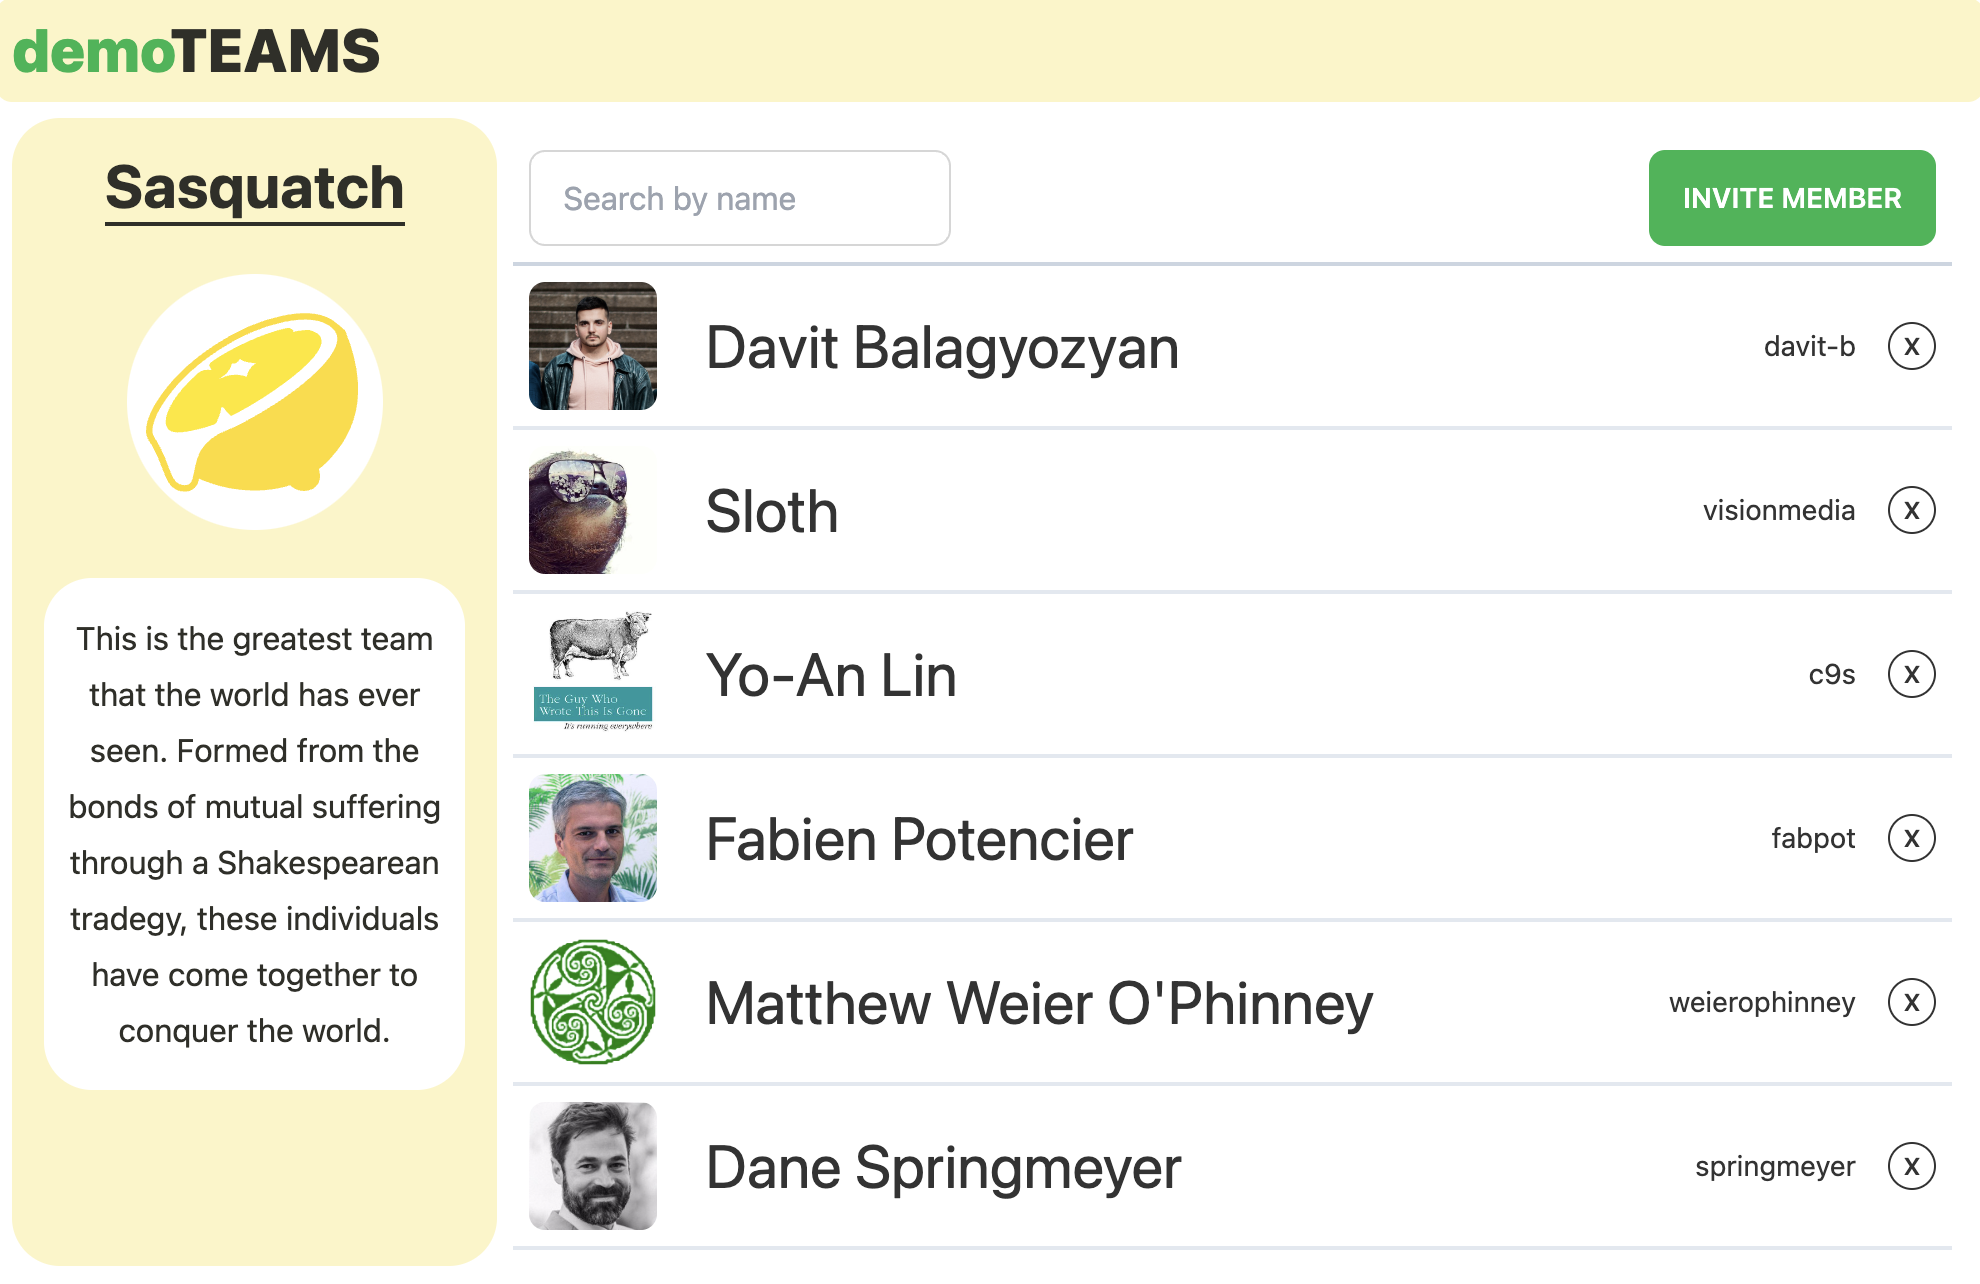 demoTEAMS
Sasquatch
This is the greatest team
that the world has ever
seen. Formed from the
bonds of mutual suffering
through a Shakespearean
tradegy, these individuals
have come together to
conquer the world.
Search by name
INVITE MEMBER
Davit Balagyozyan
davit-b
X
Sloth
visionmedia
X
The Guy Who
Wrote This Is Gone
It's running everywhere
Yo-An Lin
c9s
X
Fabien Potencier
fabpot
X
Matthew Weier O'Phinney
weierophinney
X
Dane Springmeyer
springmeyer
X